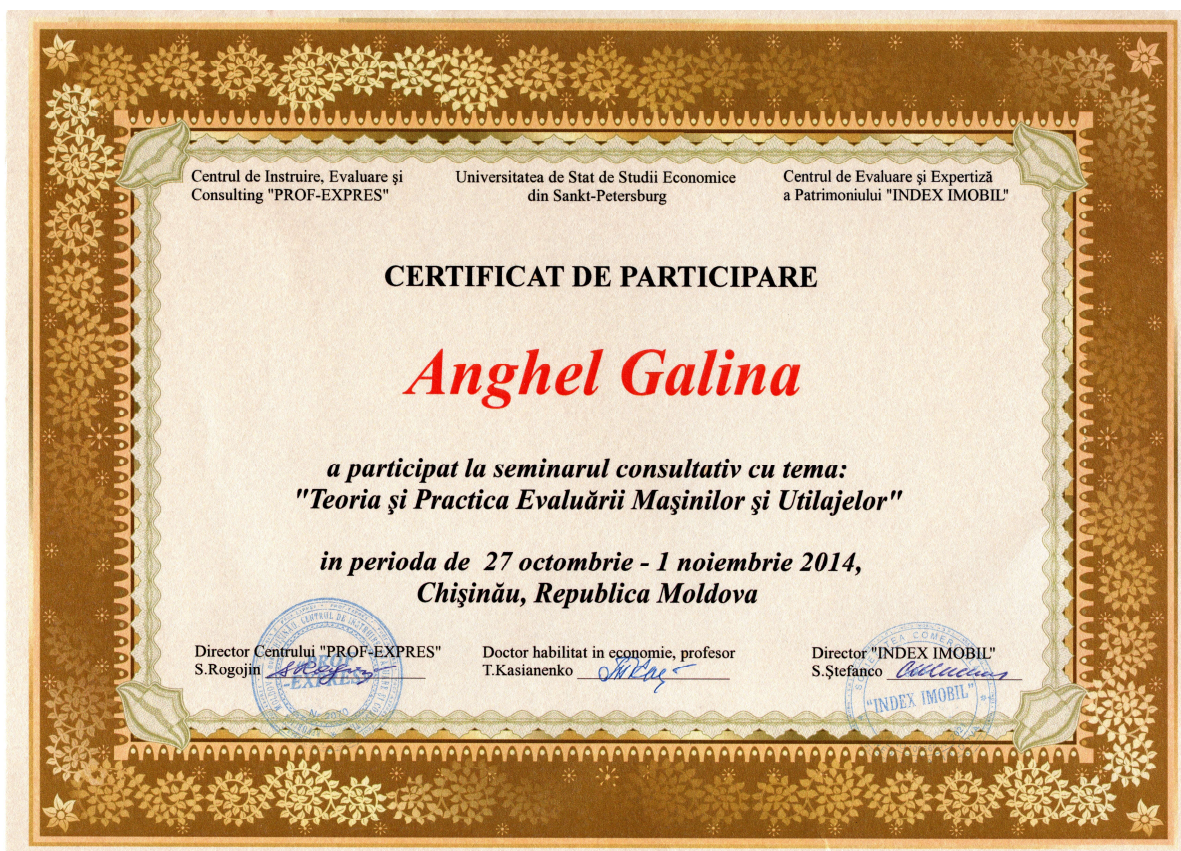 Centrul de Instruire, Evaluare şi
Consulting "PROF-EXPRES"
Universitatea de Stat de Studii Economice
din Sankt-Petersburg
Centrul de Evaluare şi Expertiză
a Patrimoniului "INDEX IMOBIL"
CERTIFICAT DE PARTICIPARE
Anghel Galina
a participat la seminarul consultativ cu tema:
"Teoria şi Practica Evaluării Maşinilor şi Utilajelor"
in perioda de 27 octombrie - 1 noiembrie 2014,
Chişinău, Republica Moldova
Director Centrului "PROF-EXPRES"
S.Rogojin
Doctor habilitat in economie, profesor
T.Kasianenko
Director "INDEX IMOBIL"
S.Ştefanco
PROF
-EXPRES
"INDEX IMOBIL"